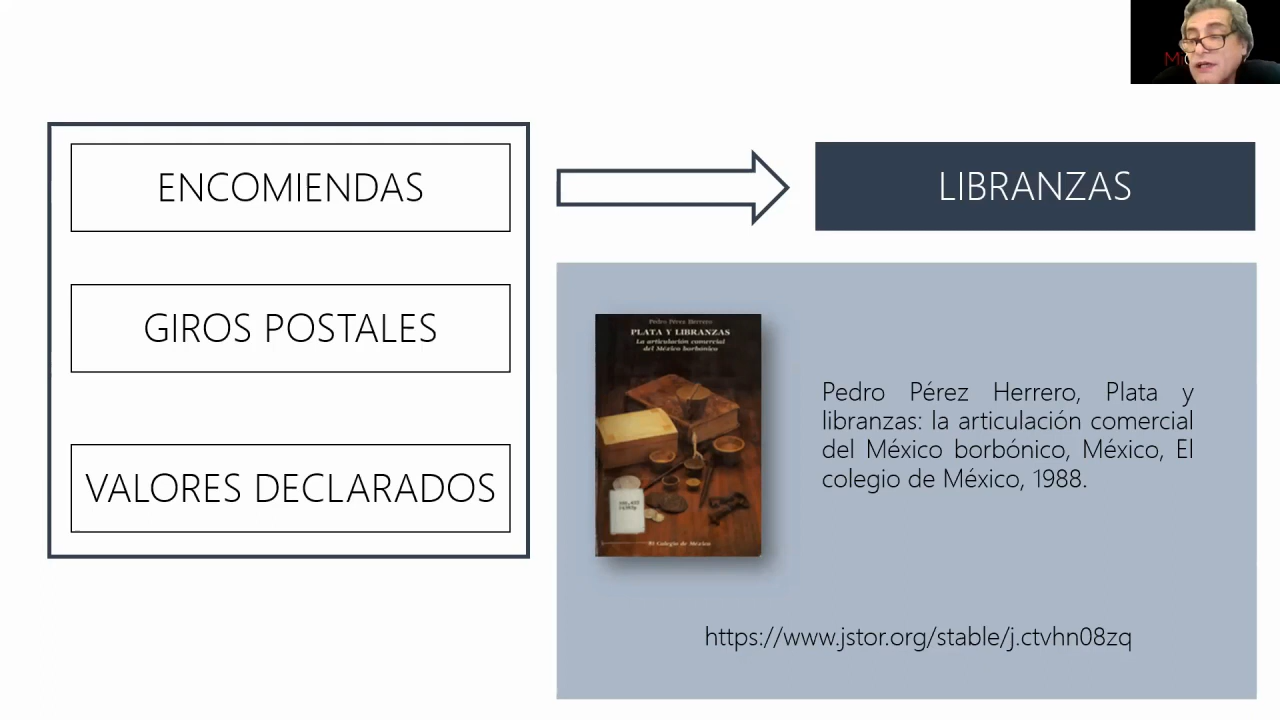 ENCOMIENDAS
LIBRANZAS
GIROS POSTALES
VALORES DECLARADOS
Pedro Pérez Herrero
PLATA Y LIBRANZAS
La articulación comercial
del México borbónico
El Colegio de México
Pedro Pérez Herrero, Plata y
libranzas: la articulación comercial
del México borbónico, México, El
colegio de México, 1988.
https://www.jstor.org/stable/j.ctvhn08zq